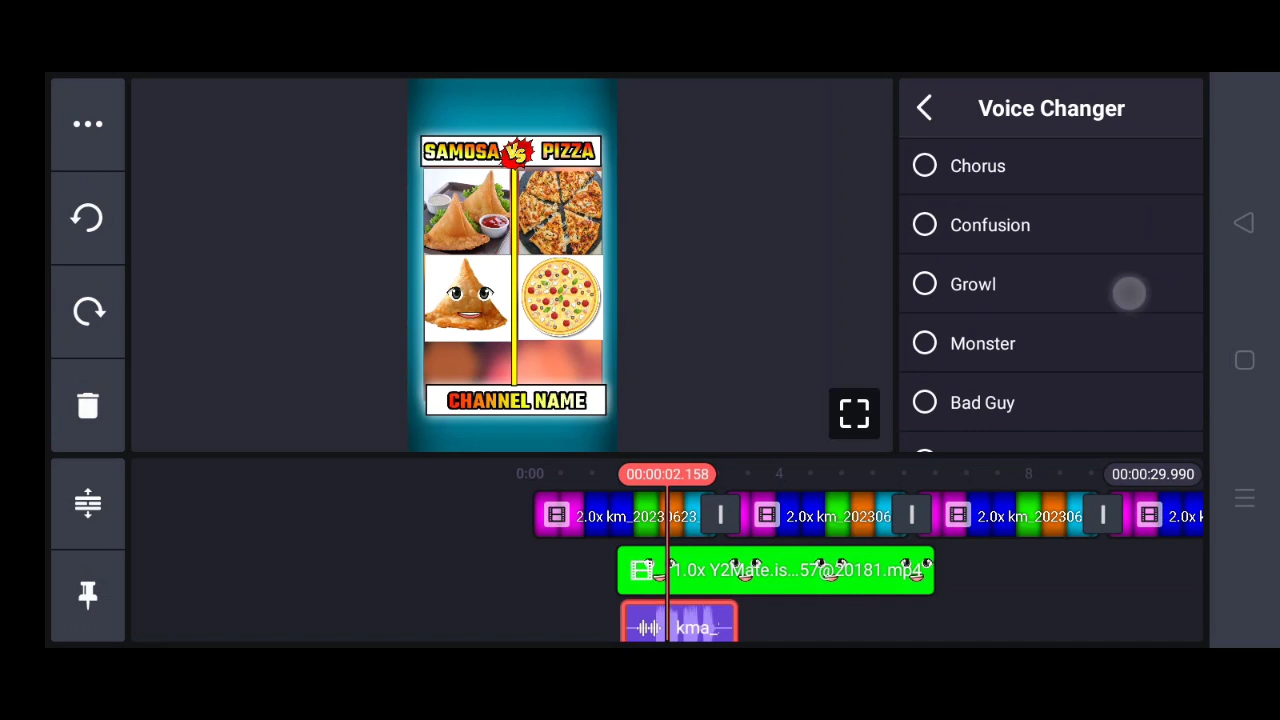 Voice Changer
SAMOSA VS PIZZA
Chorus
Confusion
Growl
Monster
Bad Guy
CHANNEL NAME
0:00
00:00:02.158
4
8
00:00:29.990
2.0x km_20230623_
2.0x km_202306
2.0x km_202306
2.0x k
1.0x Y2Mate.is...57@20181.mp4
kma_